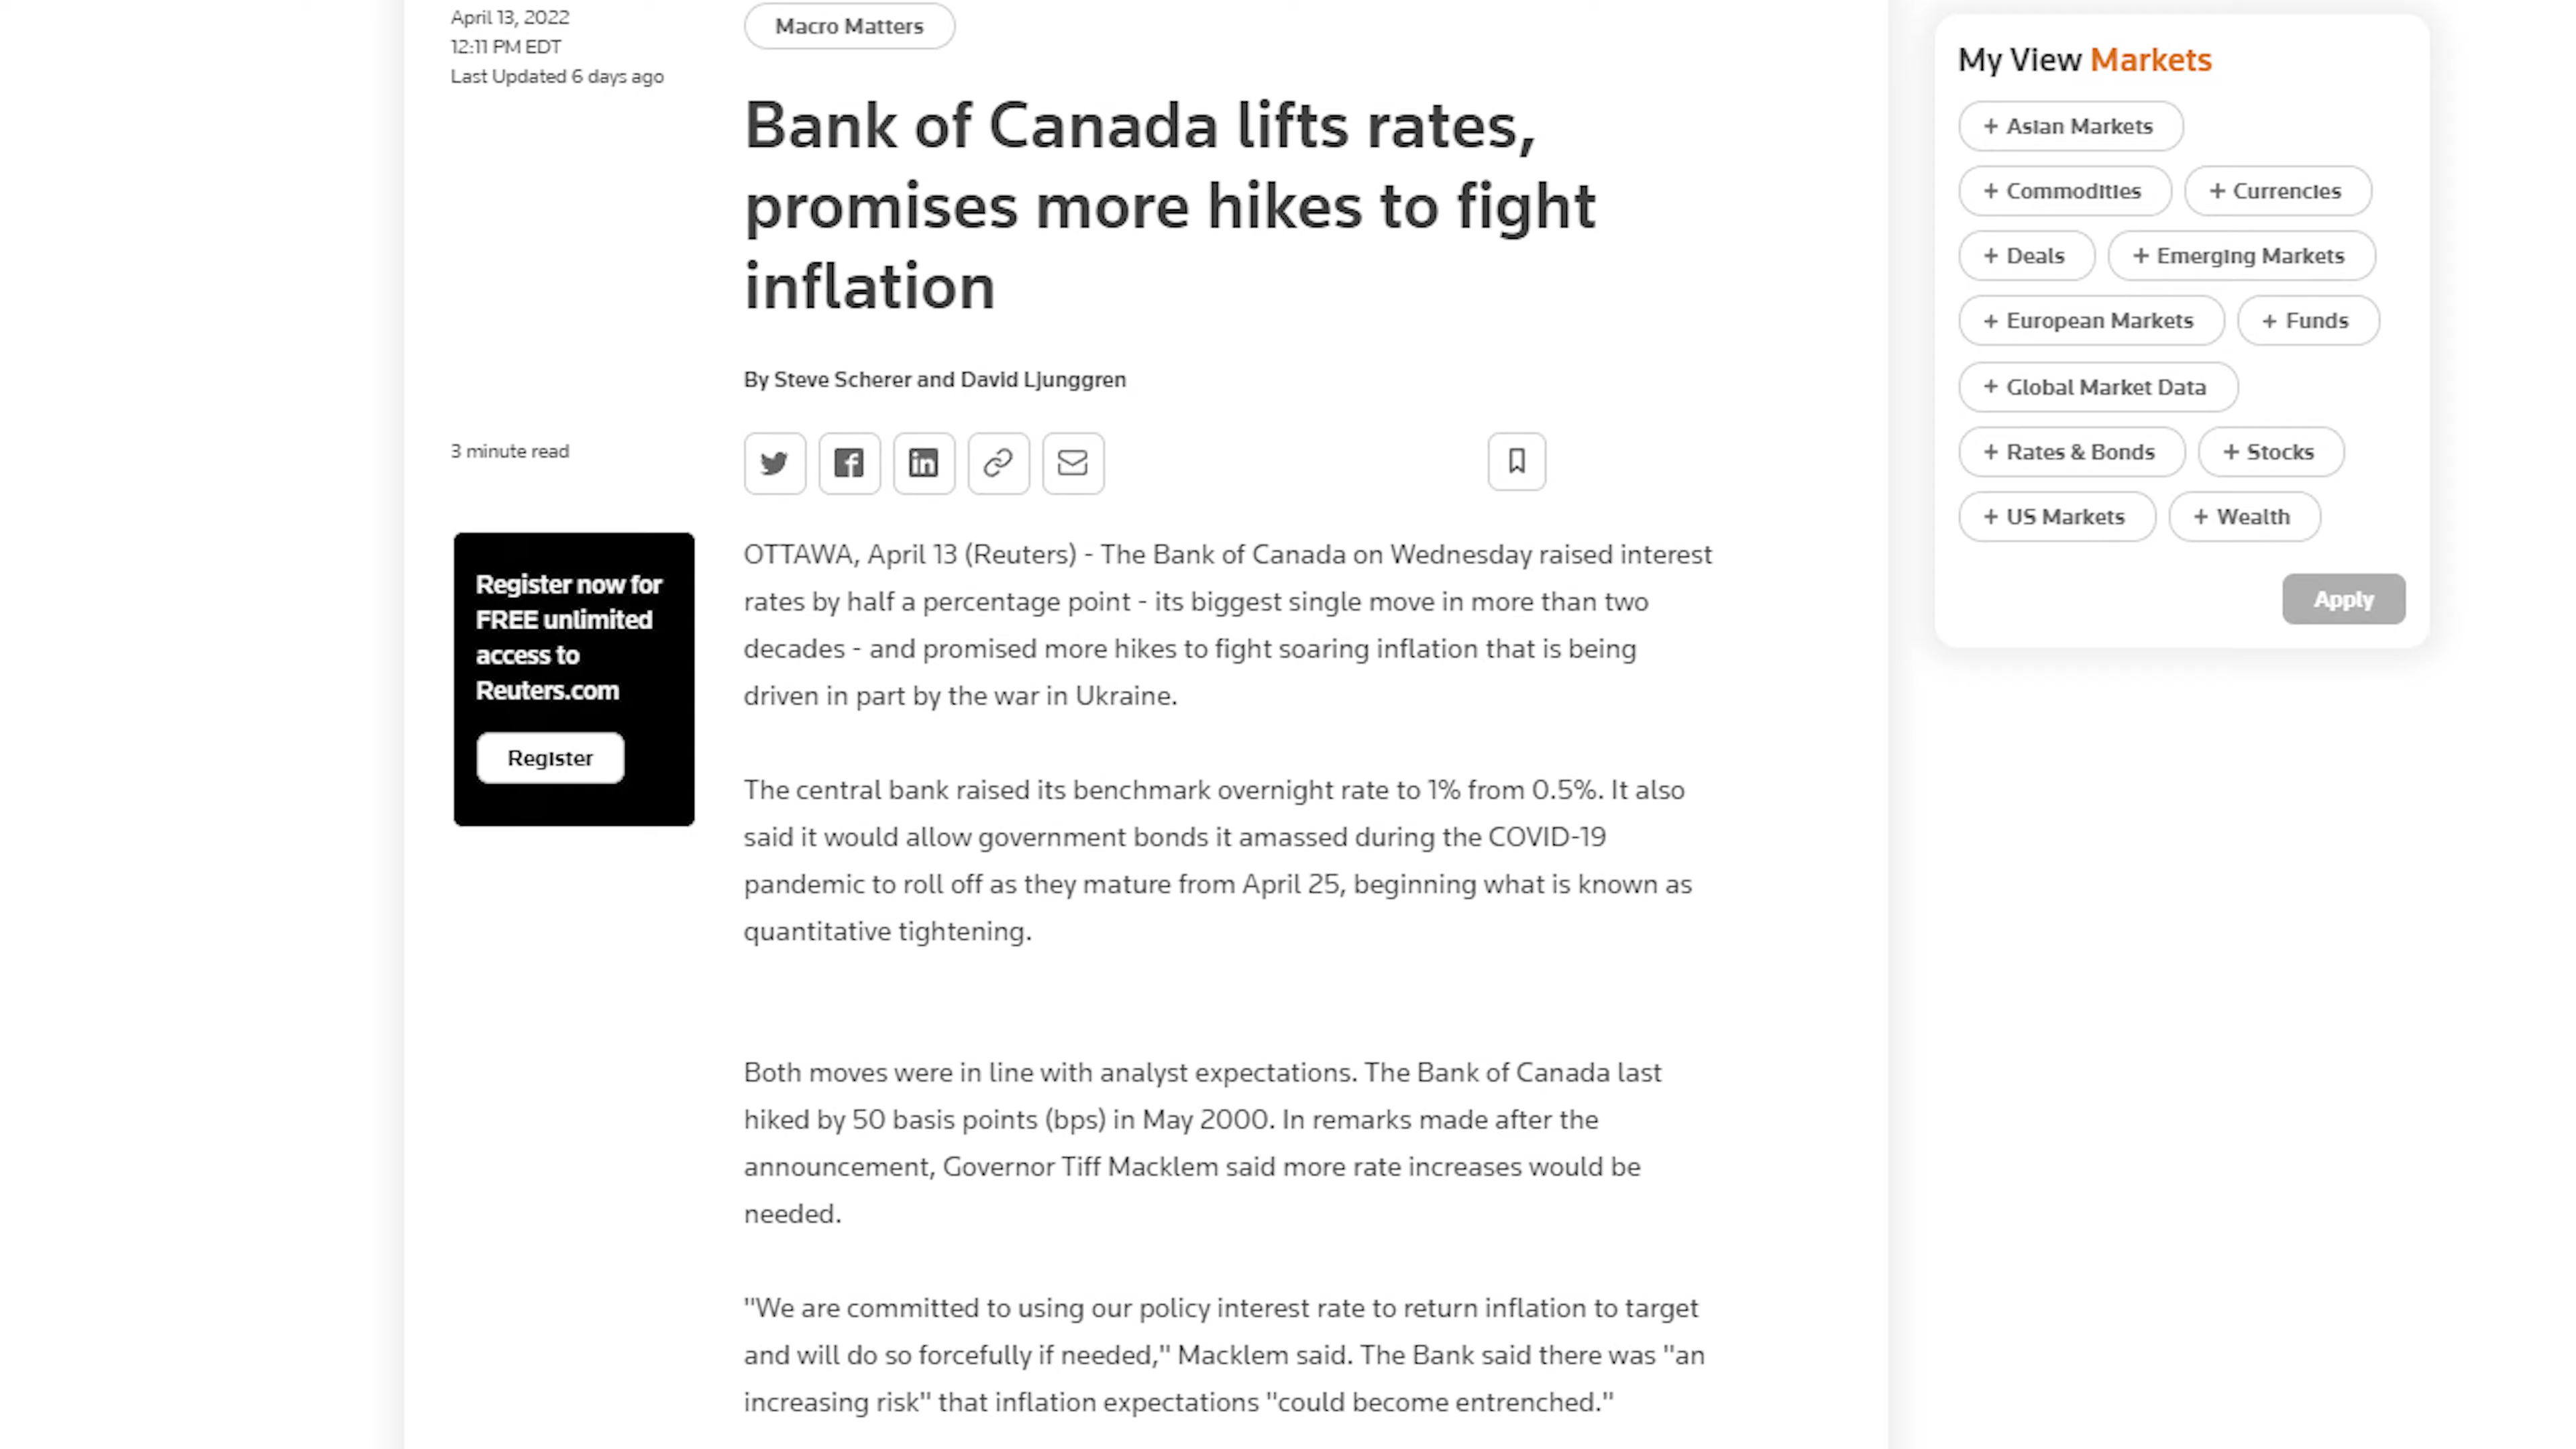 April 13, 2022
12:11 PM EDT
Last Updated 6 days ago
Macro Matters
Bank of Canada lifts rates,
promises more hikes to fight
inflation
By Steve Scherer and David Ljunggren
3 minute read
Register now for
FREE unlimited
access to
Reuters.com
Register
OTTAWA, April 13 (Reuters) - The Bank of Canada on Wednesday raised interest
rates by half a percentage point - its biggest single move in more than two
decades - and promised more hikes to fight soaring inflation that is being
driven in part by the war in Ukraine.
The central bank raised its benchmark overnight rate to 1% from 0.5%. It also
said it would allow government bonds it amassed during the COVID-19
pandemic to roll off as they mature from April 25, beginning what is known as
quantitative tightening.
Both moves were in line with analyst expectations. The Bank of Canada last
hiked by 50 basis points (bps) in May 2000. In remarks made after the
announcement, Governor Tiff Macklem said more rate increases would be
needed.
"We are committed to using our policy interest rate to return inflation to target
and will do so forcefully if needed," Macklem said. The Bank said there was "an
increasing risk" that inflation expectations "could become entrenched."
My View Markets
+ Asian Markets
+ Commodities + Currencies
+ Deals + Emerging Markets
+ European Markets + Funds
+ Global Market Data
+ Rates & Bonds + Stocks
+ US Markets + Wealth
Apply